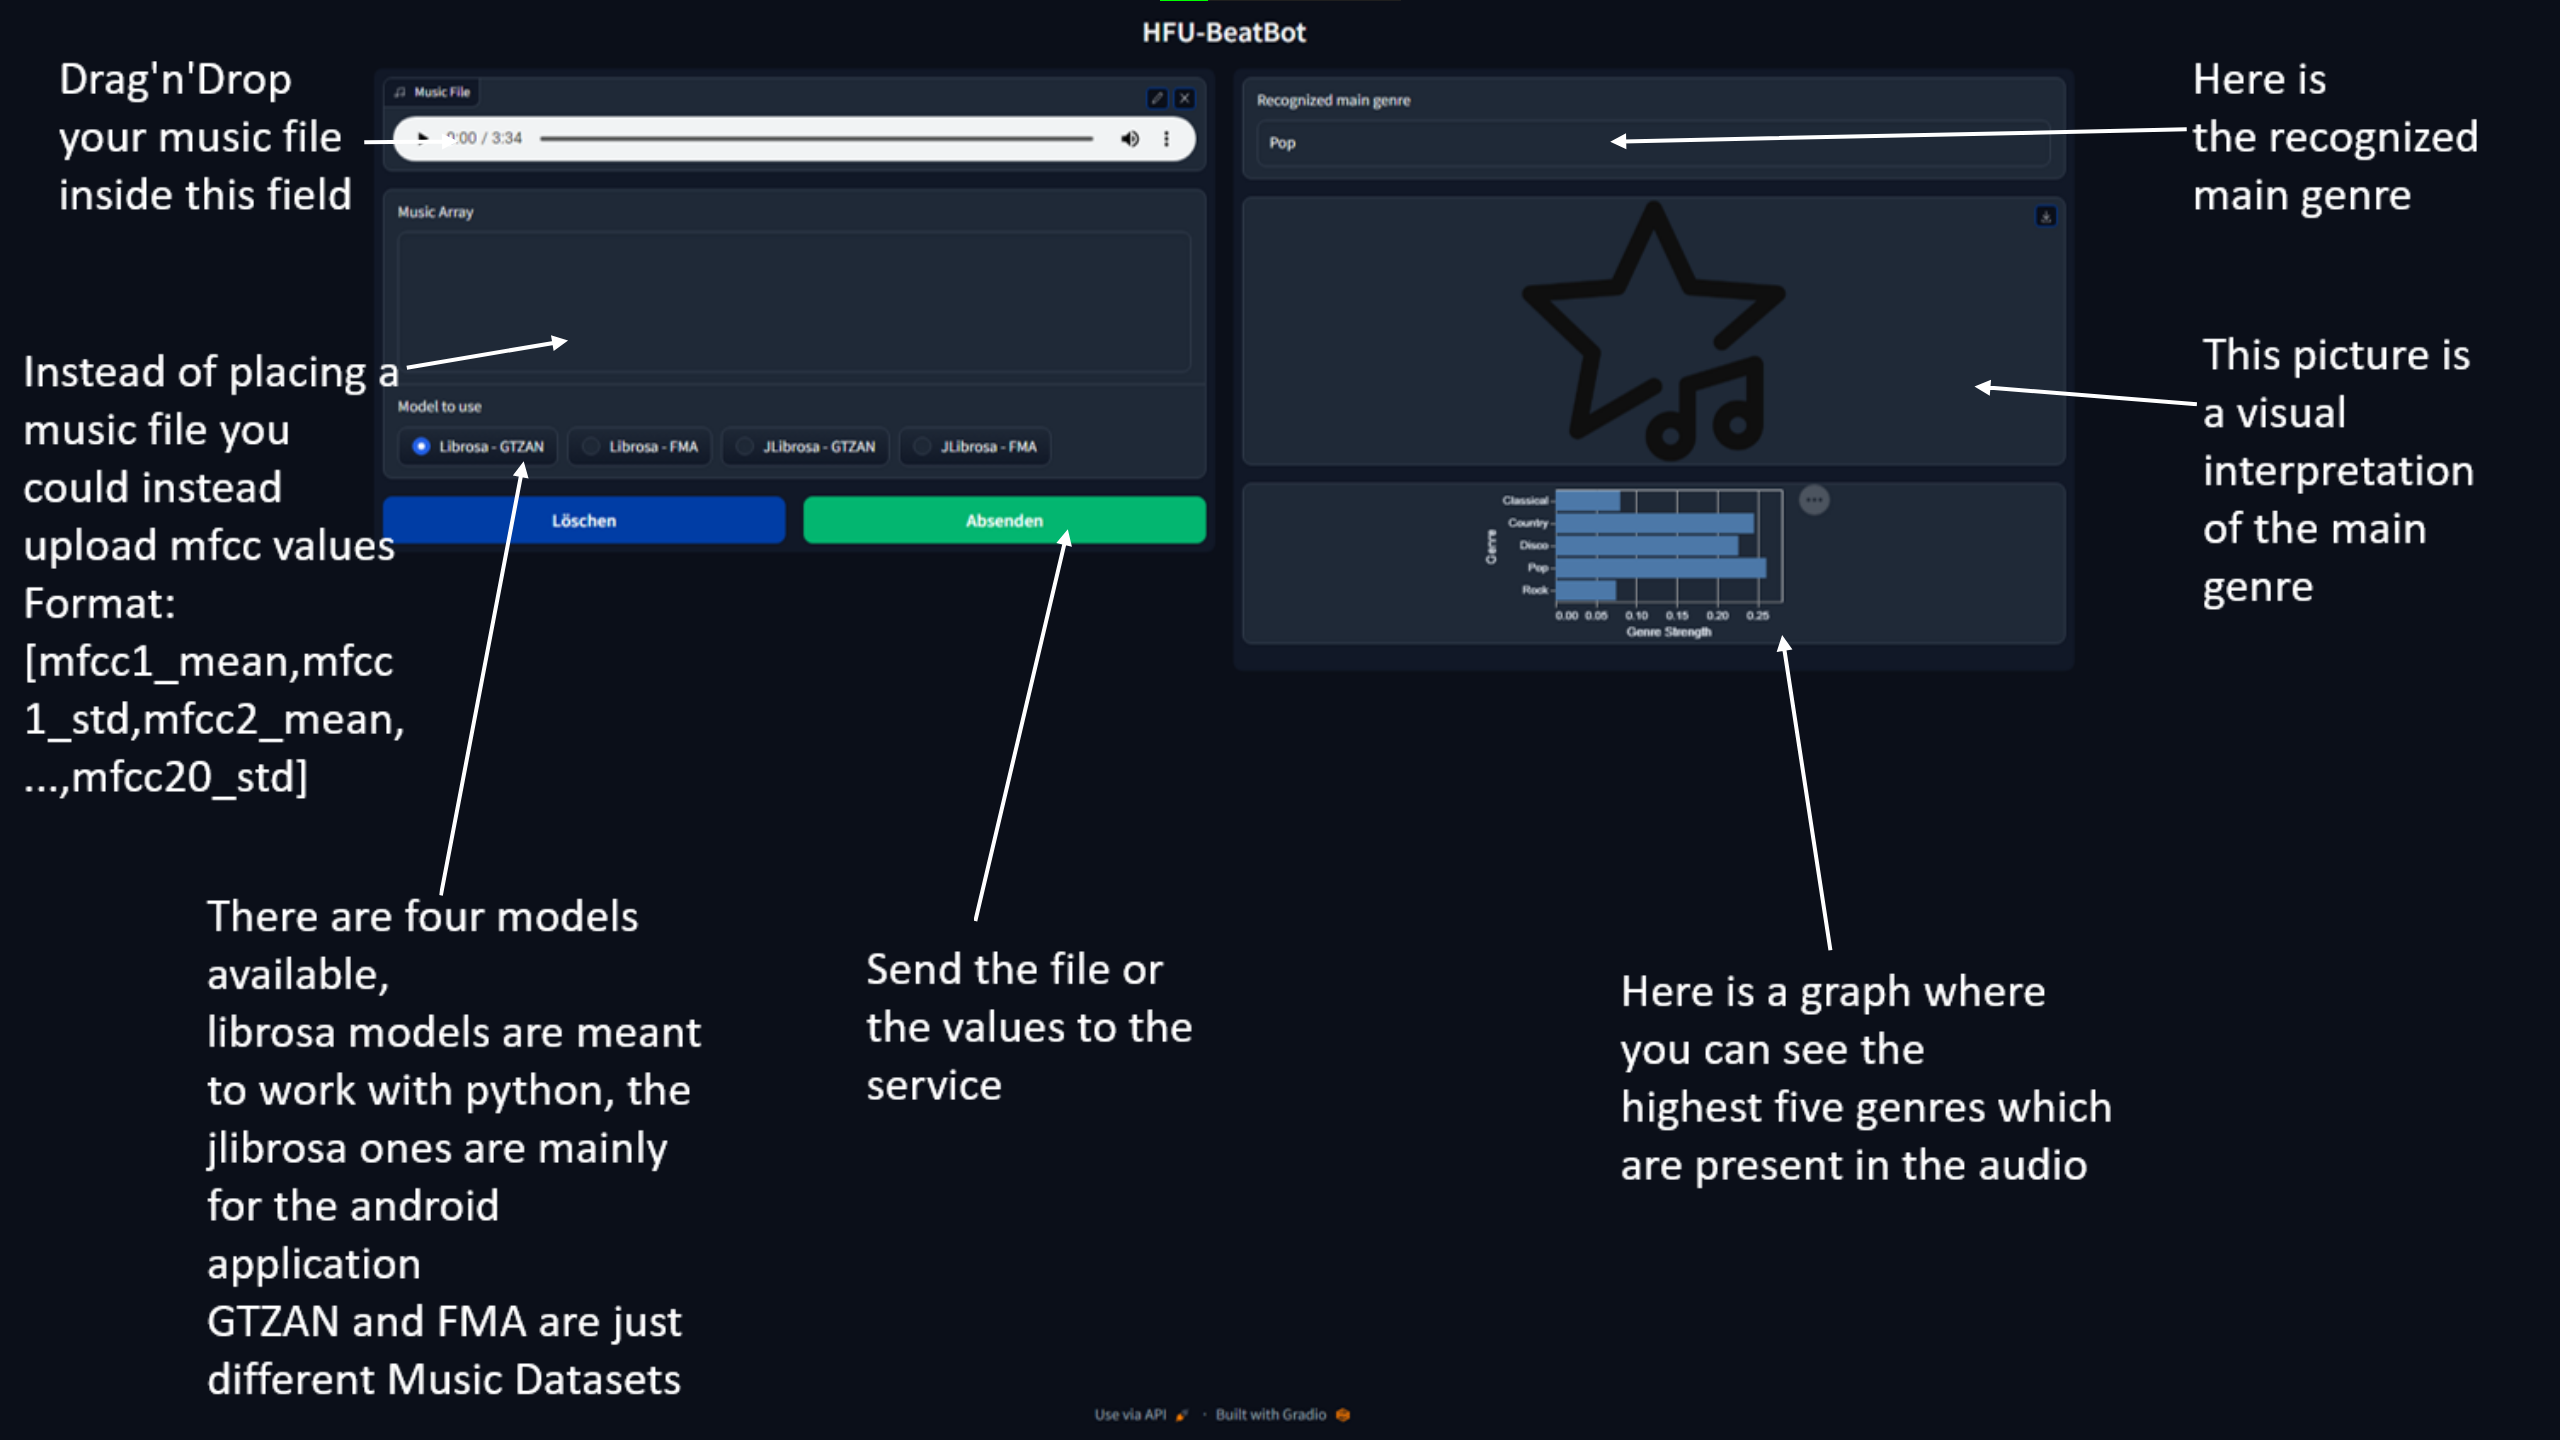 HFU-BeatBot
Drag'n'Drop
your music file
inside this field
Music File
0:00 / 3:34
Music Array
Instead of placing a
music file you
could instead
upload mfcc values
Format:
[mfcc1_mean,mfcc
1_std,mfcc2_mean,
...,mfcc20_std]
Model to use
Librosa - GTZAN
Librosa - FMA
JLibrosa - GTZAN
JLibrosa - FMA
Löschen
Absenden
Recognized main genre
Pop
Here is
the recognized
main genre
This picture is
a visual
interpretation
of the main
genre
Genre
Classical
Country
Disco
Pop
Rock
0.00 0.05 0.10 0.15 0.20 0.25
Genre Strength
There are four models
available,
librosa models are meant
to work with python, the
jlibrosa ones are mainly
for the android
application
GTZAN and FMA are just
different Music Datasets
Send the file or
the values to the
service
Here is a graph where
you can see the
highest five genres which
are present in the audio
Use via API · Built with Gradio